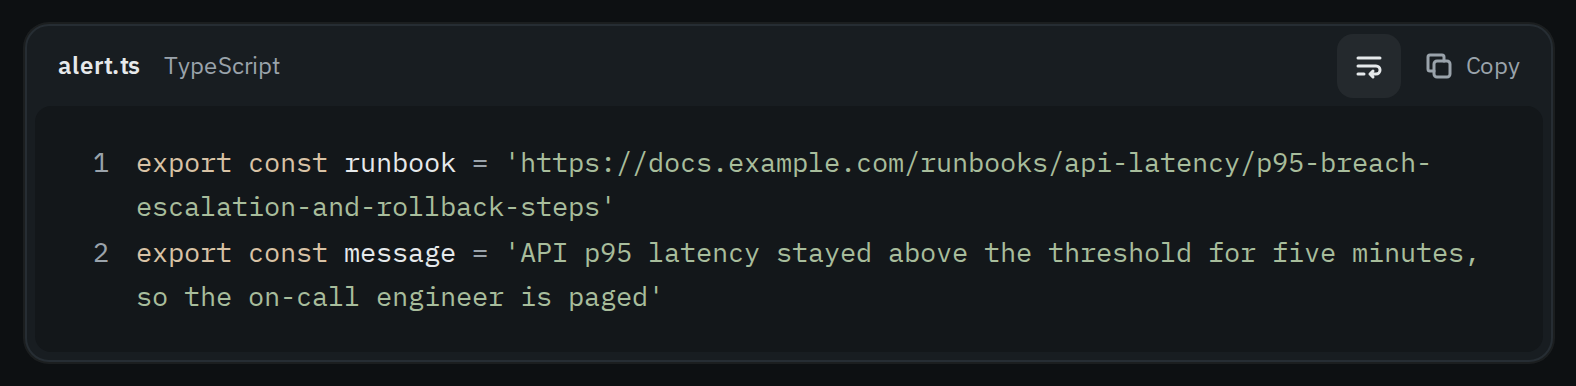 alert.ts TypeScript Copy
1 export const runbook = 'https://docs.example.com/runbooks/api-latency/p95-breach-
escalation-and-rollback-steps'
2 export const message = 'API p95 latency stayed above the threshold for five minutes,
so the on-call engineer is paged'